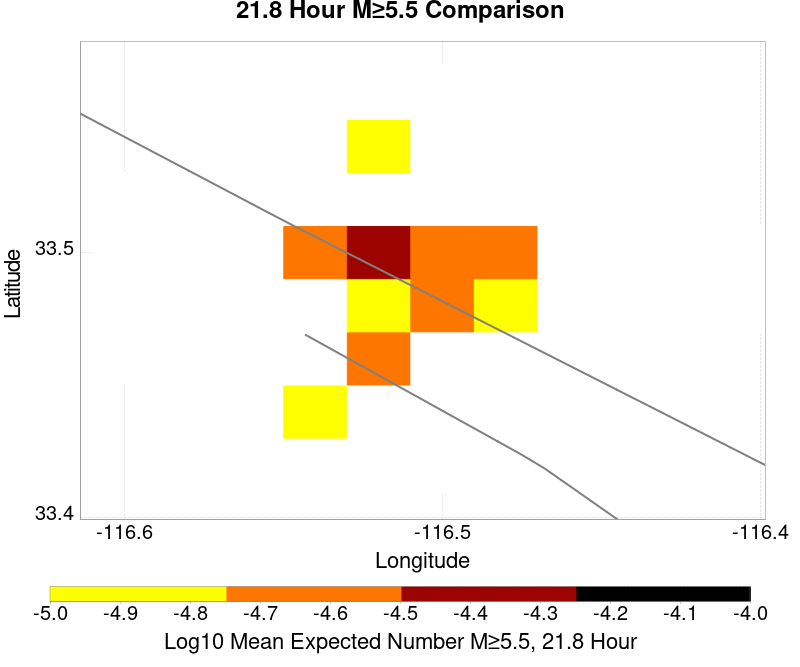 21.8 Hour M≥5.5 Comparison
Latitude
33.5
33.4
-116.6 -116.5 -116.4
Longitude
-5.0 -4.9 -4.8 -4.7 -4.6 -4.5 -4.4 -4.3 -4.2 -4.1 -4.0
Log10 Mean Expected Number M≥5.5, 21.8 Hour